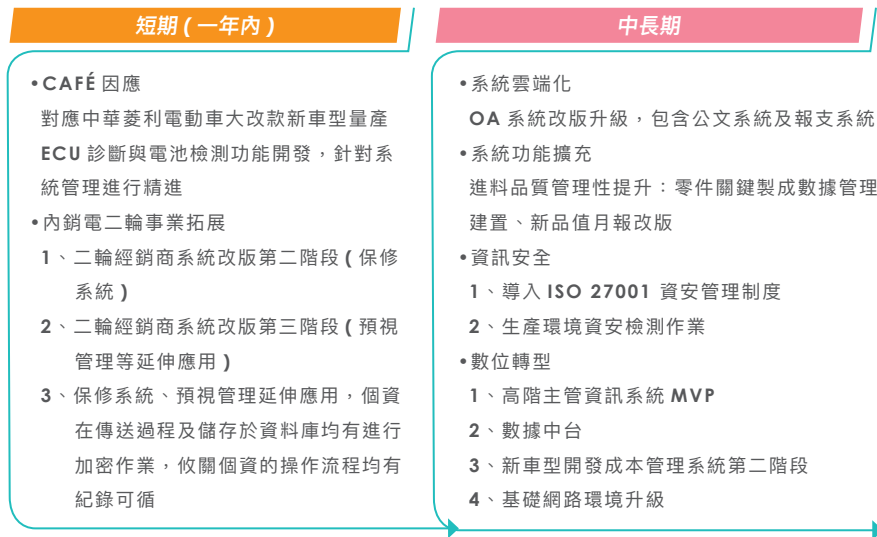 短期 ( 一年內 )
•CAFÉ 因應
對應中華菱利電動車大改款新車型量產
ECU 診斷與電池檢測功能開發，針對系
統管理進行精進
•內銷電二輪事業拓展
1、二輪經銷商系統改版第二階段 ( 保修
系統 )
2、二輪經銷商系統改版第三階段 ( 預視
管理等延伸應用 )
3、保修系統、預視管理延伸應用，個資
在傳送過程及儲存於資料庫均有進行
加密作業，攸關個資的操作流程均有
紀錄可循
中長期
•系統雲端化
OA 系統改版升級，包含公文系統及報支系統
•系統功能擴充
進料品質管理性提升：零件關鍵製成數據管理
建置、新品值月報改版
•資訊安全
1、導入 ISO 27001 資安管理制度
2、生產環境資安檢測作業
•數位轉型
1、高階主管資訊系統 MVP
2、數據中台
3、新車型開發成本管理系統第二階段
4、基礎網路環境升級